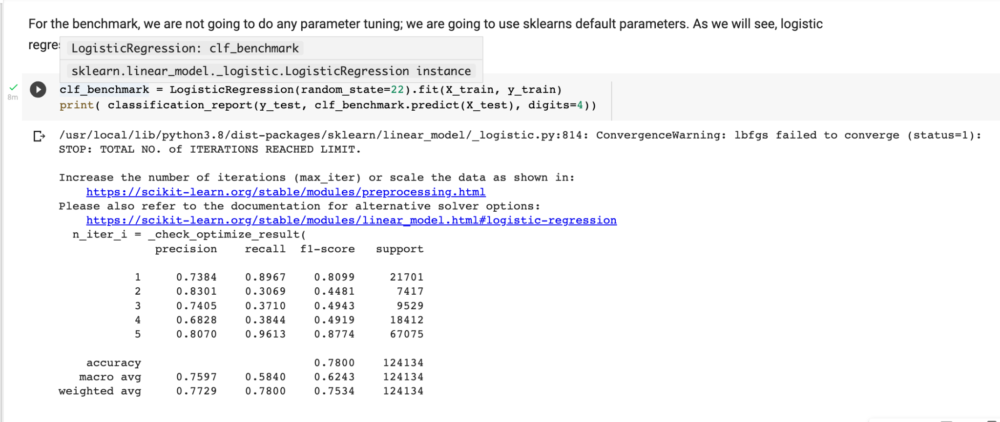 For the benchmark, we are not going to do any parameter tuning; we are going to use sklearns default parameters. As we will see, logistic
LogisticRegression: clf_benchmark
sklearn.linear_model._logistic.LogisticRegression instance
8m
clf_benchmark = LogisticRegression(random_state=22).fit(X_train, y_train)
print( classification_report(y_test, clf_benchmark.predict(X_test), digits=4))
/usr/local/lib/python3.8/dist-packages/sklearn/linear_model/_logistic.py:814: ConvergenceWarning: lbfgs failed to converge (status=1):
STOP: TOTAL NO. of ITERATIONS REACHED LIMIT.
Increase the number of iterations (max_iter) or scale the data as shown in:
https://scikit-learn.org/stable/modules/preprocessing.html
Please also refer to the documentation for alternative solver options:
https://scikit-learn.org/stable/modules/linear_model.html#logistic-regression
n_iter_i = _check_optimize_result(
precision recall f1-score support
1 0.7384 0.8967 0.8099 21701
2 0.8301 0.3069 0.4481 7417
3 0.7405 0.3710 0.4943 9529
4 0.6828 0.3844 0.4919 18412
5 0.8070 0.9613 0.8774 67075
accuracy 0.7800 124134
macro avg 0.7597 0.5840 0.6243 124134
weighted avg 0.7729 0.7800 0.7534 124134